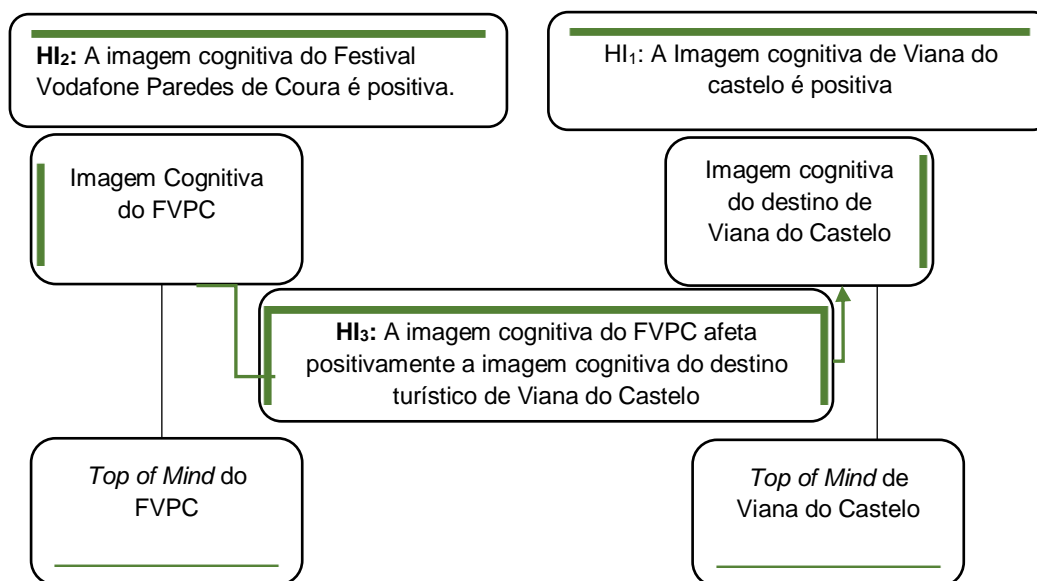 HI₂: A imagem cognitiva do Festival
Vodafone Paredes de Coura é positiva.
HI₁: A Imagem cognitiva de Viana do
castelo é positiva
Imagem Cognitiva
do FVPC
Imagem cognitiva
do destino de
Viana do Castelo
HI₃: A imagem cognitiva do FVPC afeta
positivamente a imagem cognitiva do destino
turístico de Viana do Castelo
Top of Mind do
FVPC
Top of Mind de
Viana do Castelo